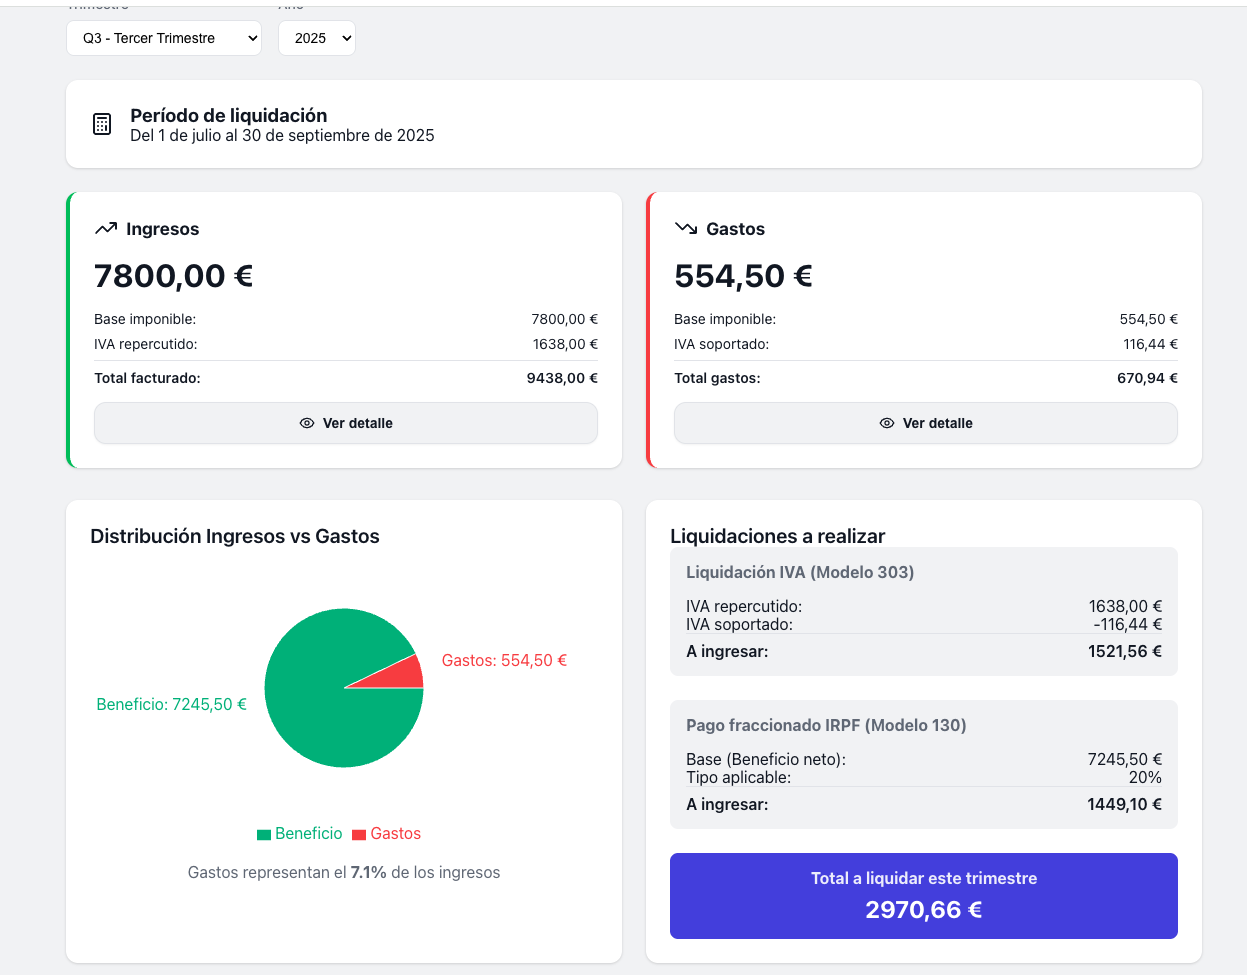 Q3 - Tercer Trimestre
2025
Período de liquidación
Del 1 de julio al 30 de septiembre de 2025
Ingresos
7800,00 €
Base imponible: 7800,00 €
IVA repercutido: 1638,00 €
Total facturado: 9438,00 €
Ver detalle
Gastos
554,50 €
Base imponible: 554,50 €
IVA soportado: 116,44 €
Total gastos: 670,94 €
Ver detalle
Distribución Ingresos vs Gastos
Gastos: 554,50 €
Beneficio: 7245,50 €
Beneficio Gastos
Gastos representan el 7.1% de los ingresos
Liquidaciones a realizar
Liquidación IVA (Modelo 303)
IVA repercutido: 1638,00 €
IVA soportado: -116,44 €
A ingresar: 1521,56 €
Pago fraccionado IRPF (Modelo 130)
Base (Beneficio neto): 7245,50 €
Tipo aplicable: 20%
A ingresar: 1449,10 €
Total a liquidar este trimestre
2970,66 €